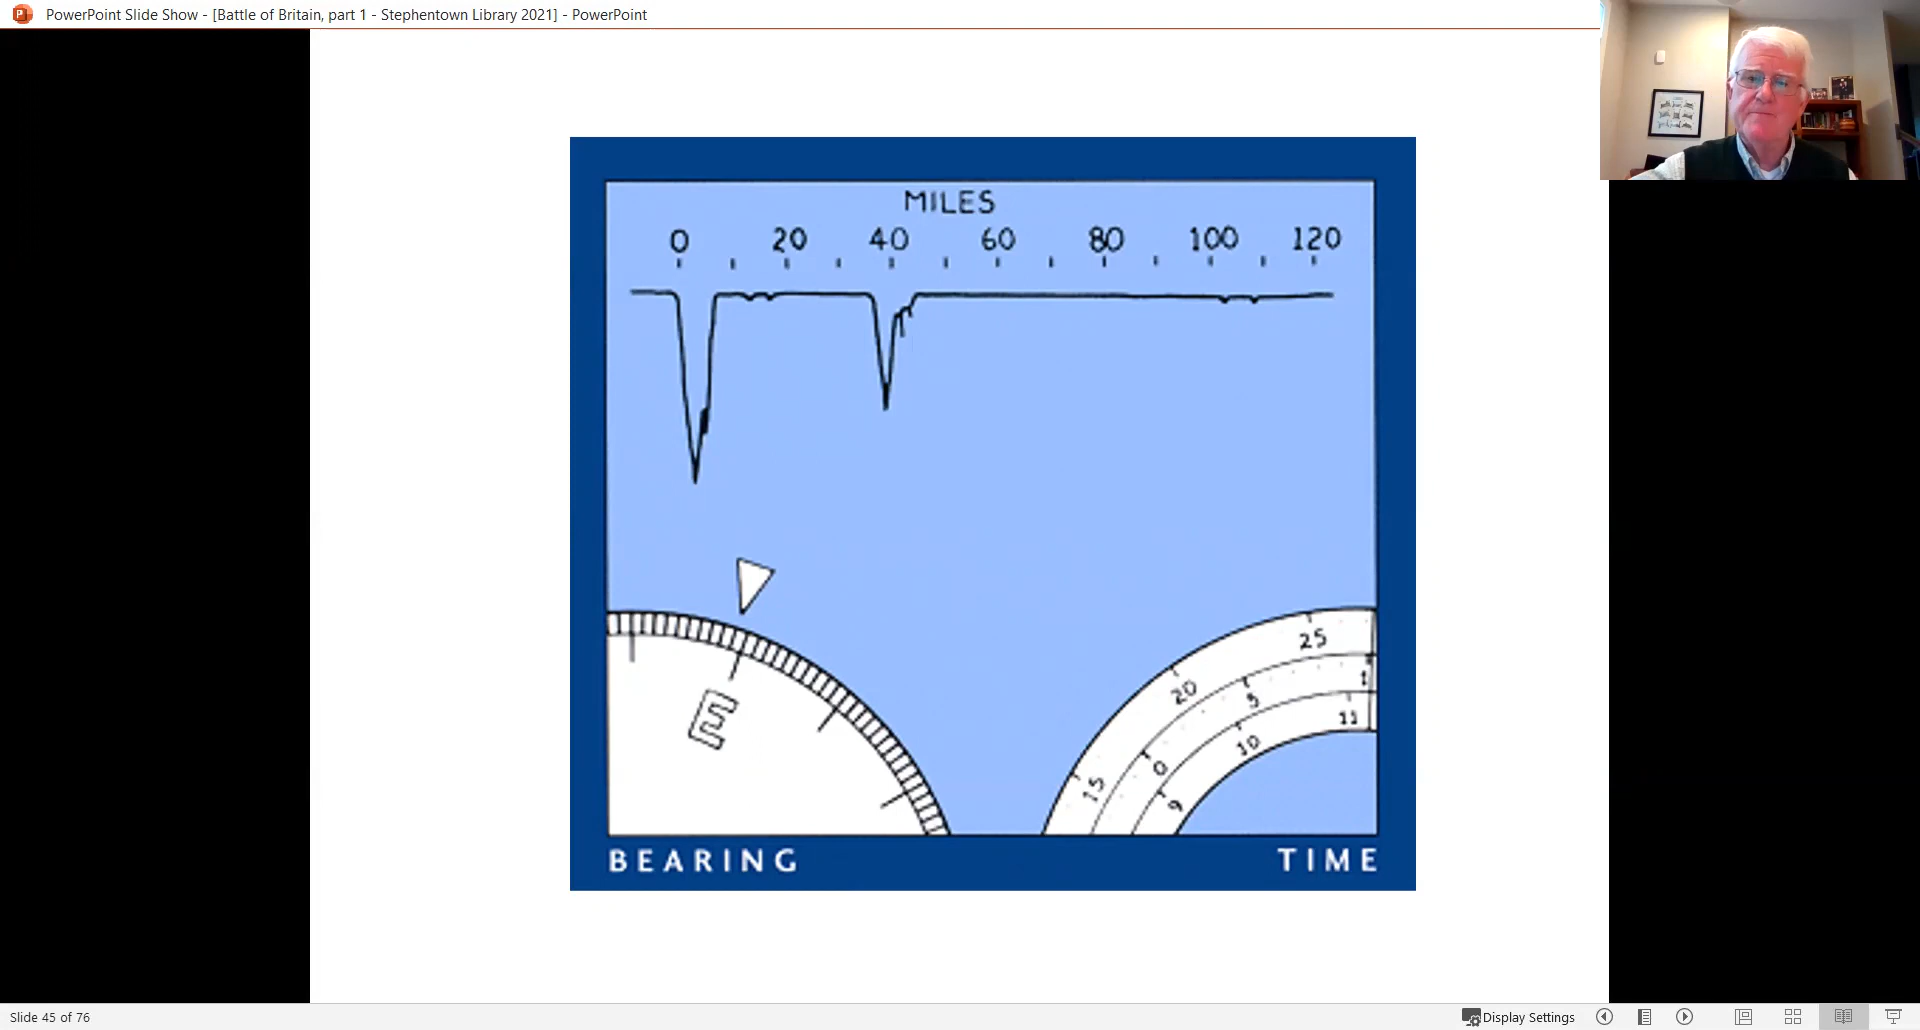 PowerPoint Slide Show - [Battle of Britain, part 1 - Stephentown Library 2021] - PowerPoint
MILES
0 20 40 60 80 100 120
E
25
20
15
1
5
0
11
10
9
BEARING TIME
Slide 45 of 76
Display Settings